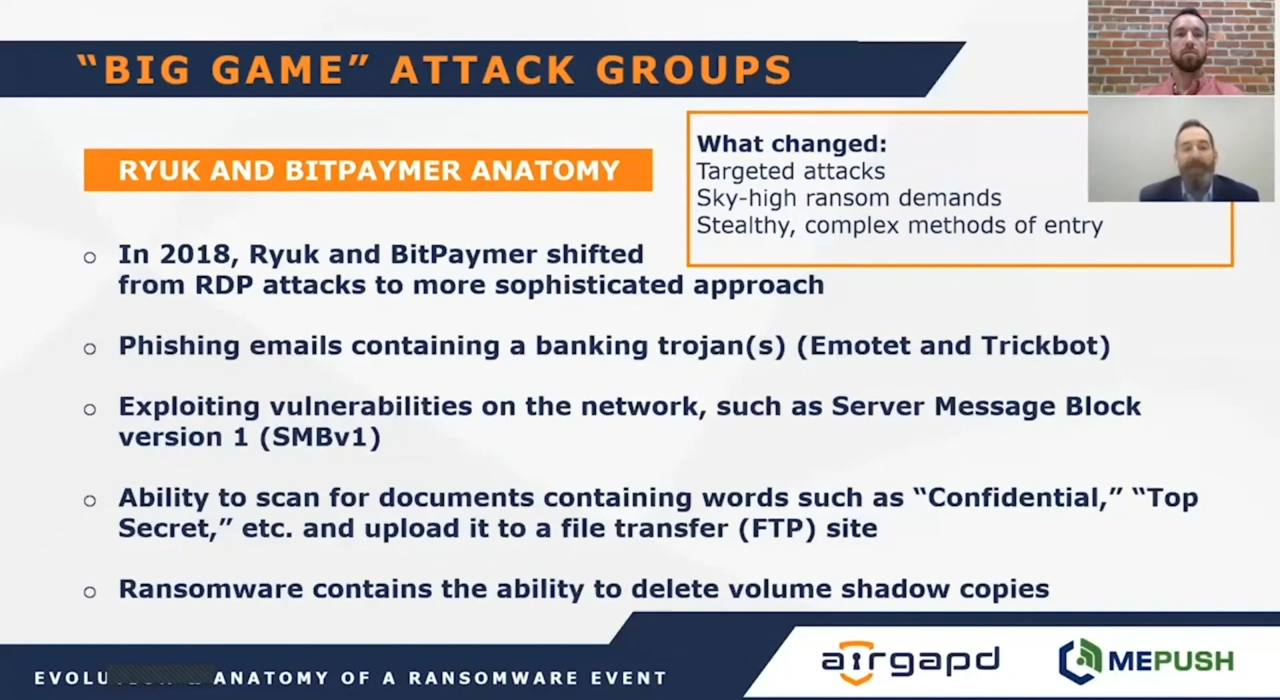 “BIG GAME” ATTACK GROUPS
RYUK AND BITPAYMER ANATOMY
What changed:
Targeted attacks
Sky-high ransom demands
Stealthy, complex methods of entry
○ In 2018, Ryuk and BitPaymer shifted
from RDP attacks to more sophisticated approach
○ Phishing emails containing a banking trojan(s) (Emotet and Trickbot)
○ Exploiting vulnerabilities on the network, such as Server Message Block
version 1 (SMBv1)
○ Ability to scan for documents containing words such as “Confidential,” “Top
Secret,” etc. and upload it to a file transfer (FTP) site
○ Ransomware contains the ability to delete volume shadow copies
ANATOMY OF A RANSOMWARE EVENT
airgapd
MEPUSH